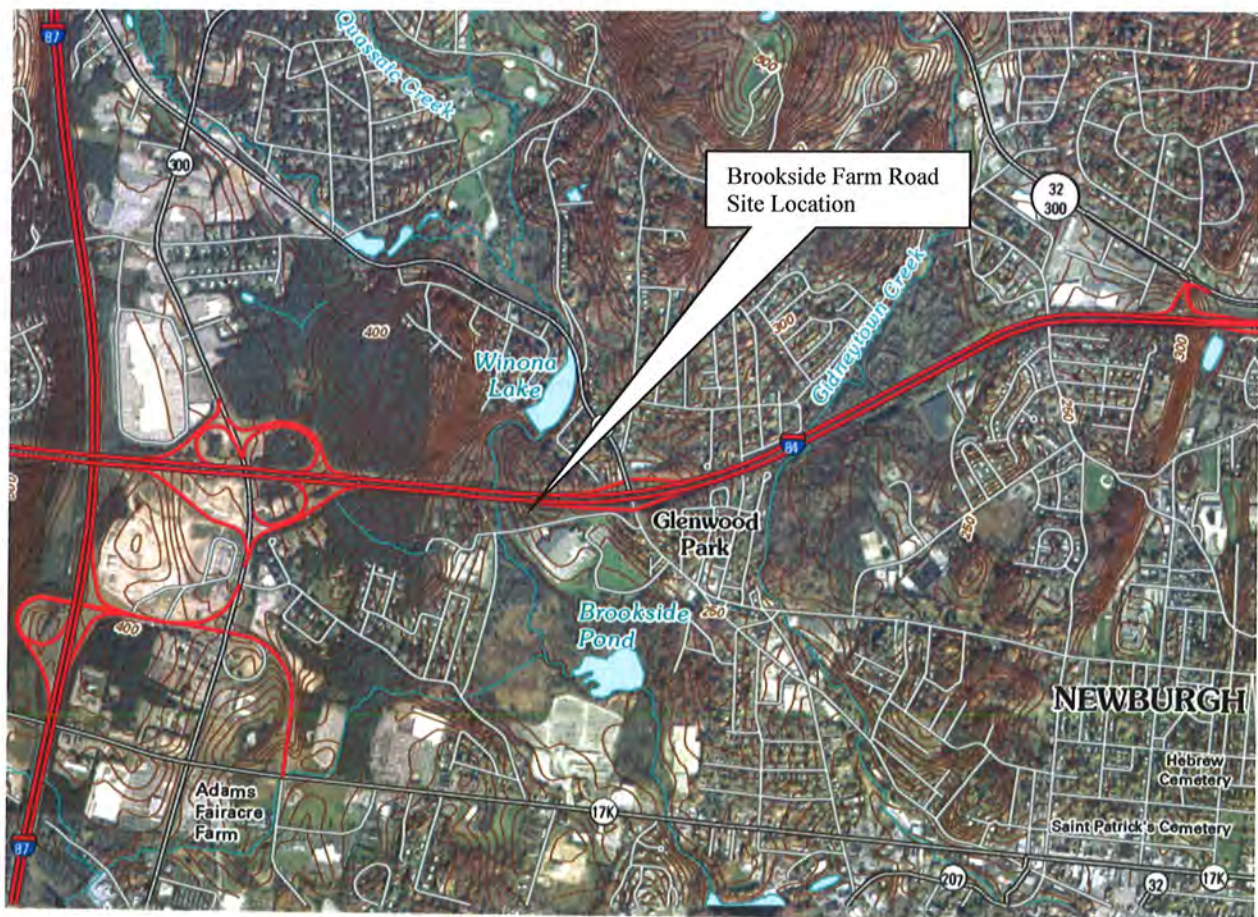 87
Quassaic Creek
300
500
Brookside Farm Road
Site Location
32
300
Gidneytown Creek
300
400
Winona
Lake
300
250
84
Glenwood
Park
250
250
Brookside
Pond
400
NEWBURGH
Hebrew
Cemetery
Adams
Fairacre
Farm
17K
Saint Patrick's Cemetery
87
207
32
17K